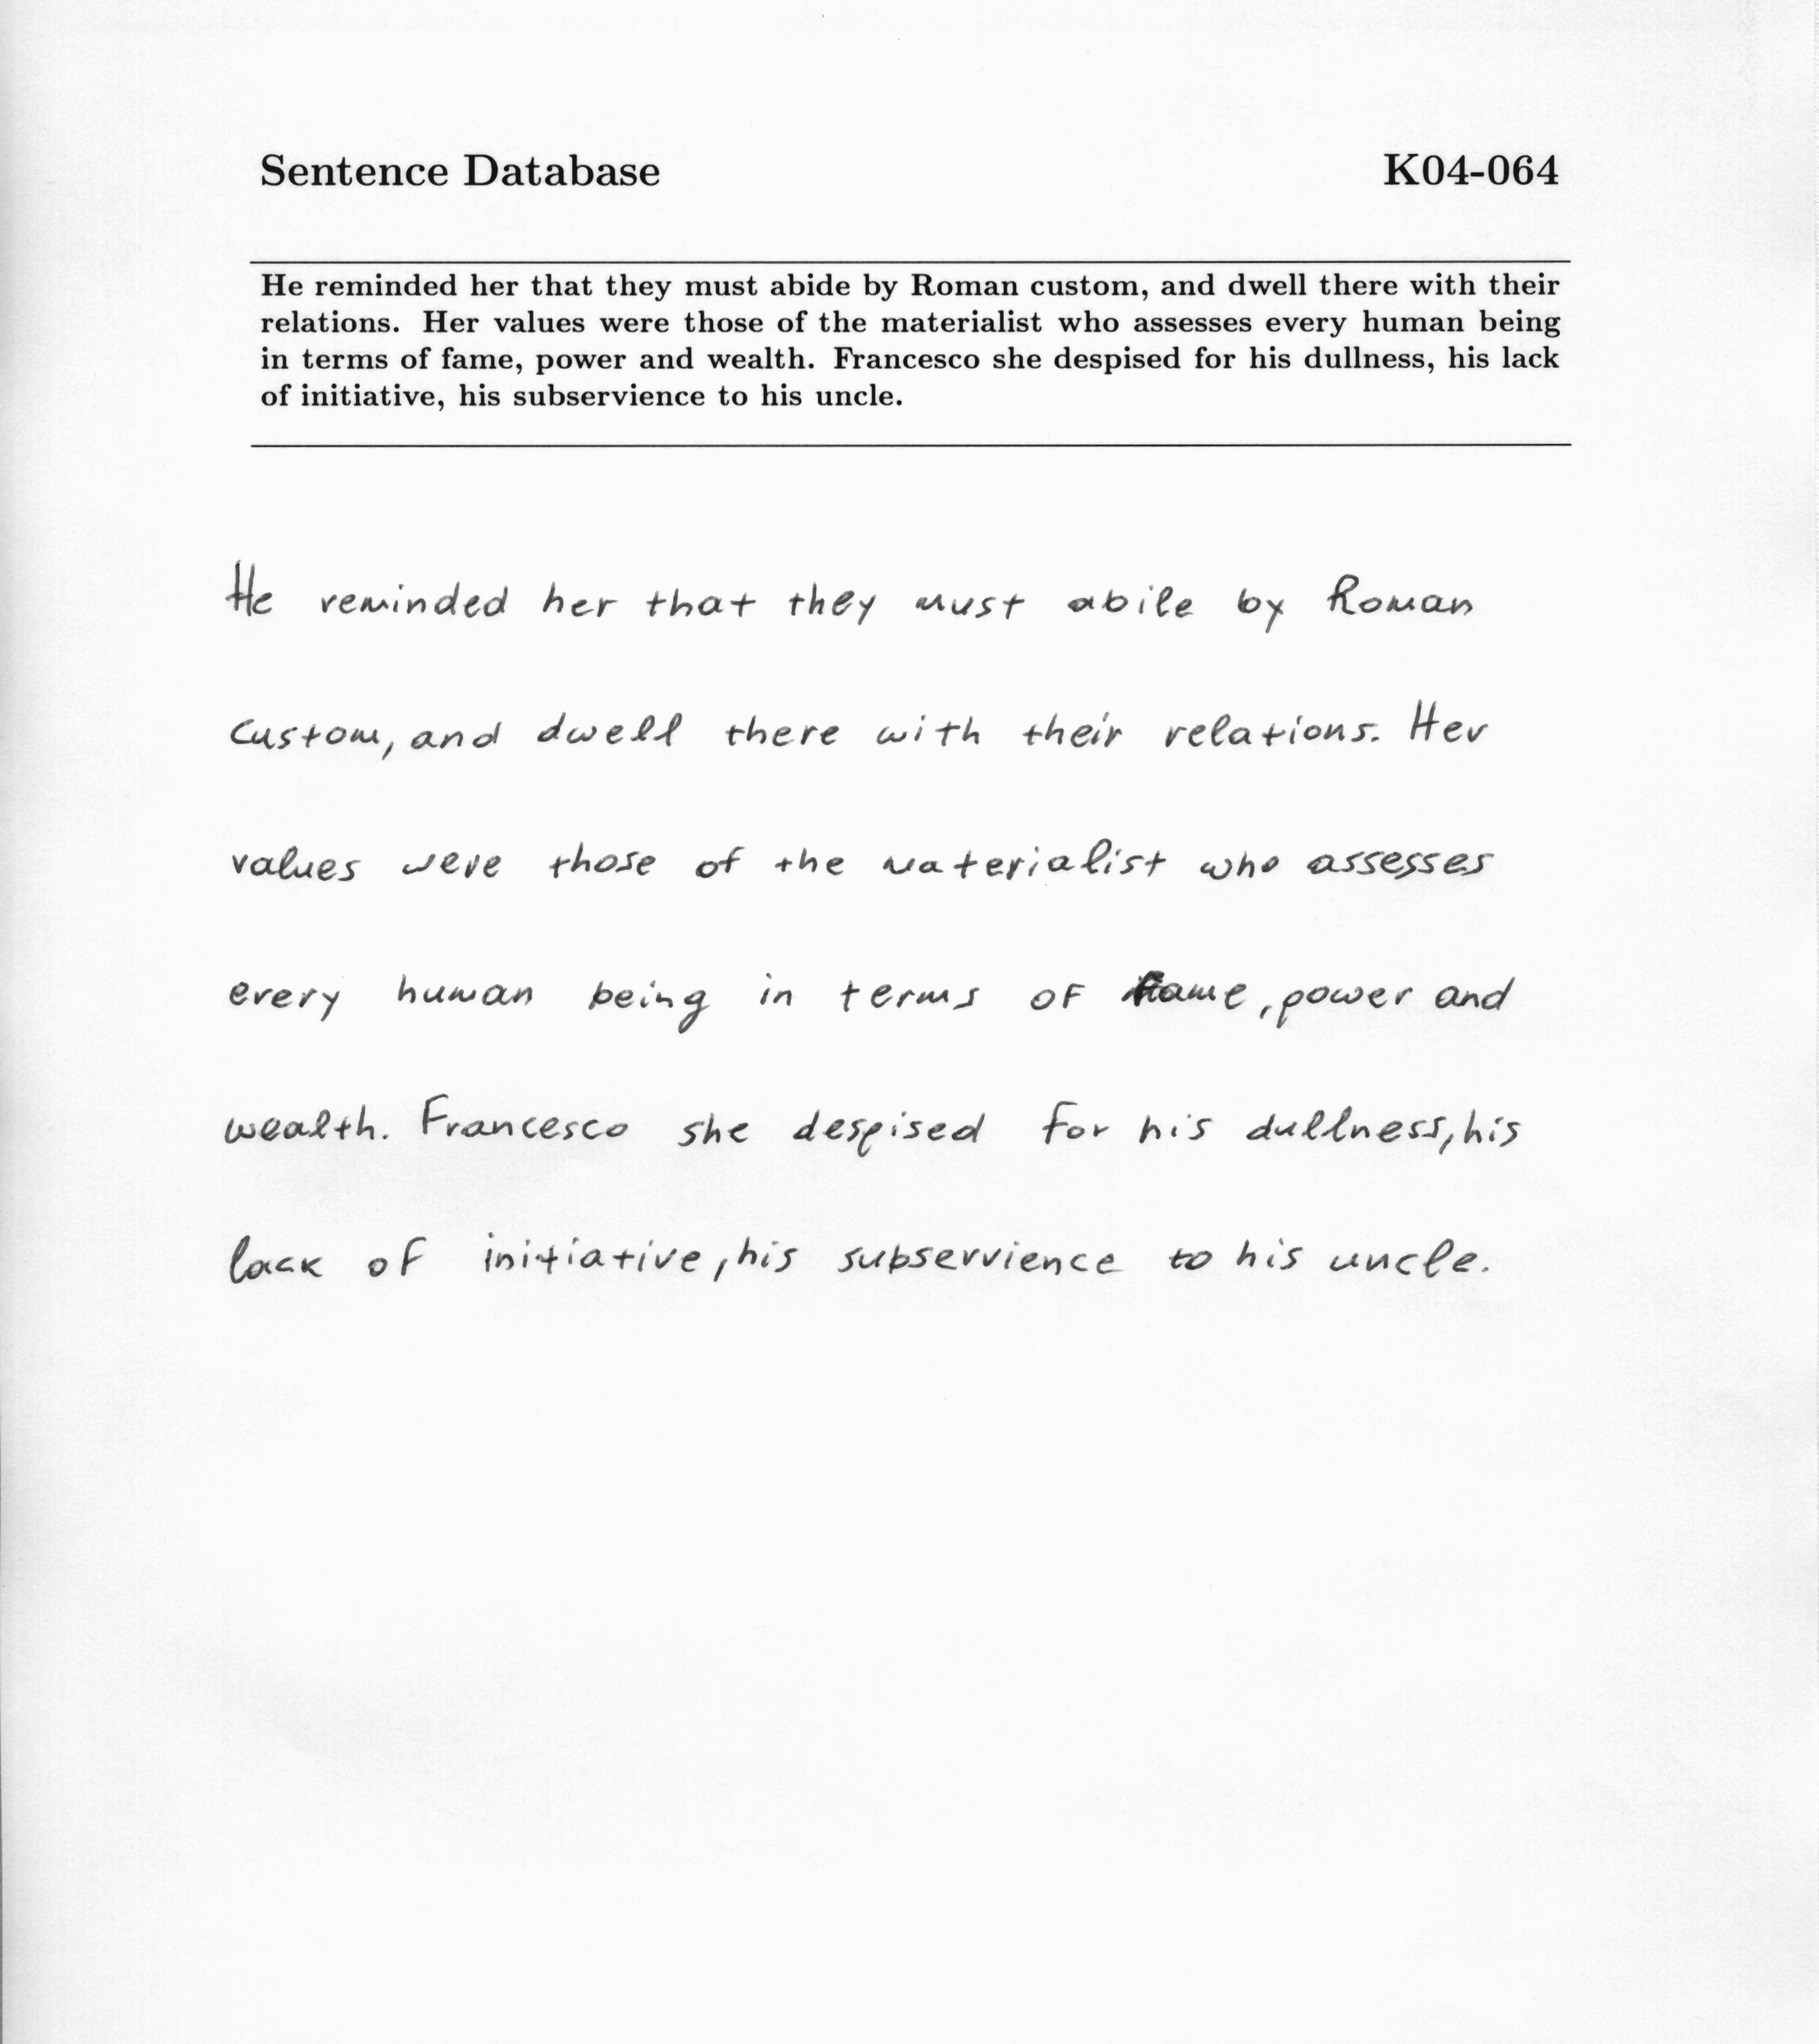 Sentence Database K04-064
He reminded her that they must abide by Roman custom, and dwell there with their
relations. Her values were those of the materialist who assesses every human being
in terms of fame, power and wealth. Francesco she despised for his dullness, his lack
of initiative, his subservience to his uncle.
He reminded her that they must abile by Roman
custom, and dwell there with their relations. Her
values were those of the materialist who assesses
every human being in terms of fame, power and
wealth. Francesco she despised for his dullness, his
lack of initiative, his subservience to his uncle.